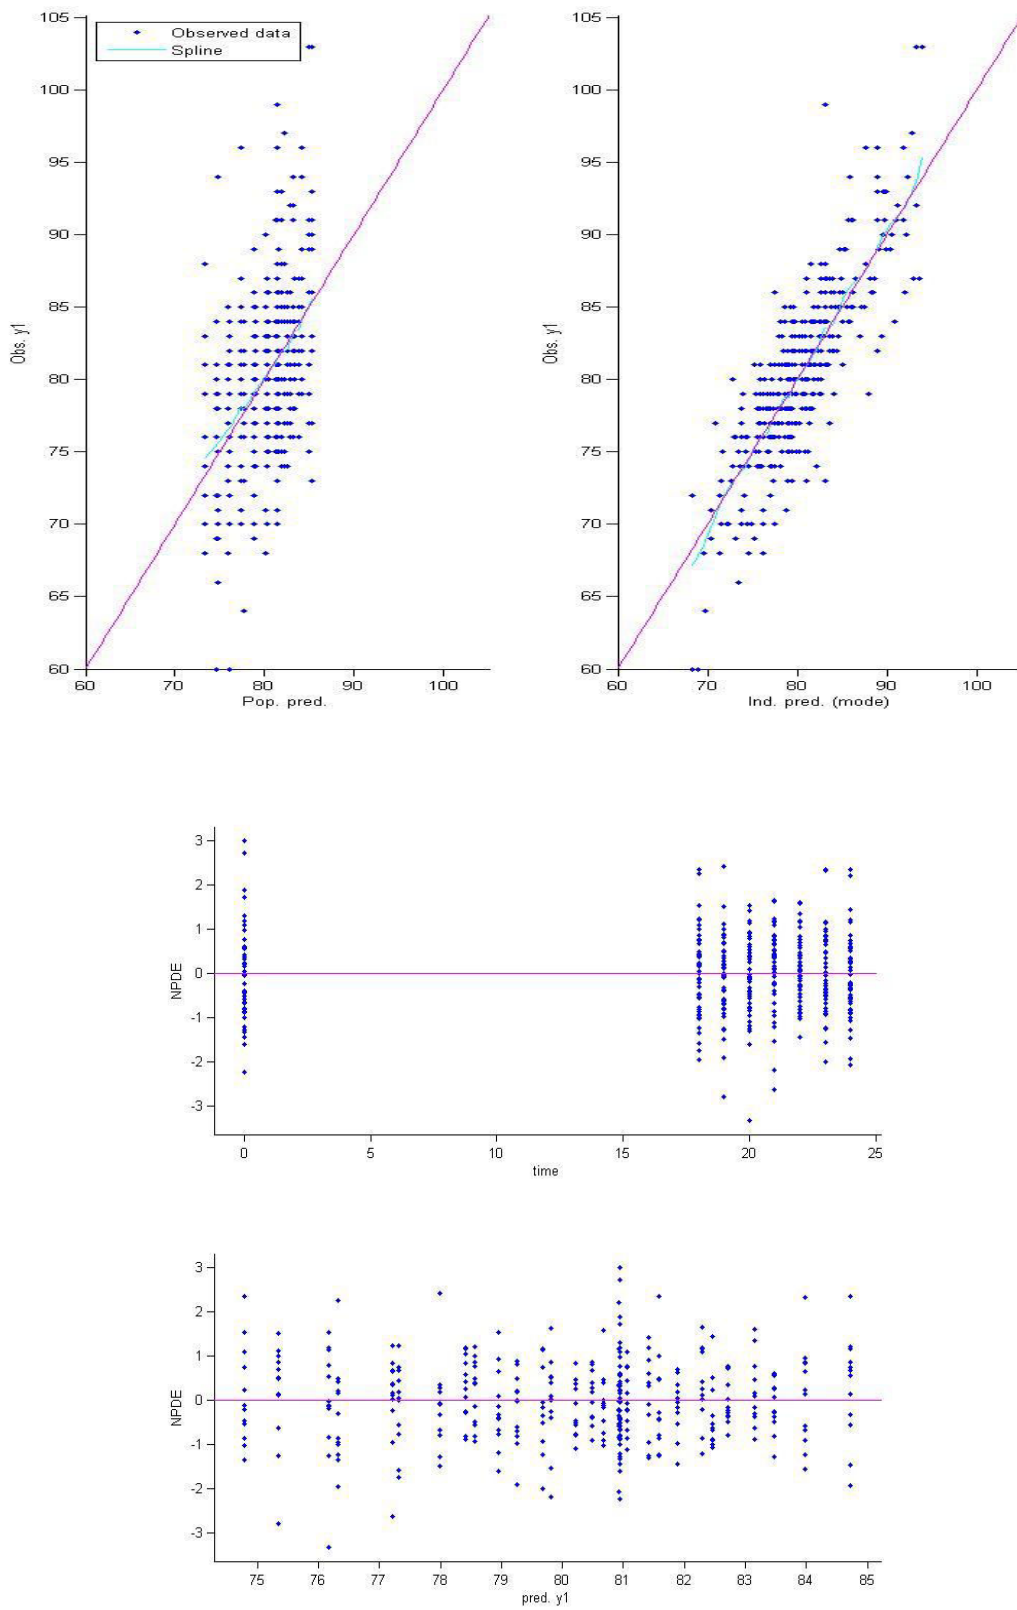 105
100
95
90
85
80
75
70
65
60
Obs. y1
Observed data
Spline
60 70 80 90 100
Pop. pred.
105
100
95
90
85
80
75
70
65
60
Obs. y1
60 70 80 90 100
Ind. pred. (mode)
3
2
1
0
-1
-2
-3
NPDE
0 5 10 15 20 25
time
3
2
1
0
-1
-2
-3
NPDE
75 76 77 78 79 80 81 82 83 84 85
pred. y1